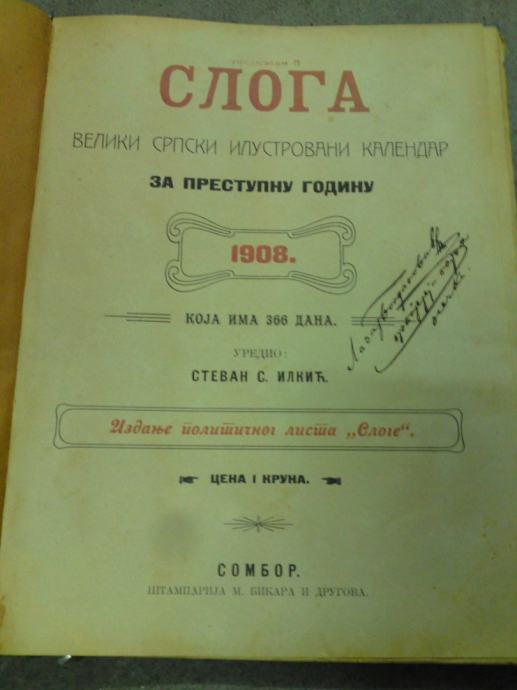 СЛОГА
ВЕЛИКИ СРПСКИ ИЛУСТРОВАНИ КАЛЕНДАР
ЗА ПРЕСТУПНУ ГОДИНУ
1908.
КОЈА ИМА 366 ДАНА.
УРЕДИО:
СТЕВАН С. ИЛКИЋ.
Издање политичног листа „Слоге“.
ЦЕНА 1 КРУНА.
СОМБОР.
ШТАМПАРИЈА М. БИКАРА И ДРУГОВА.